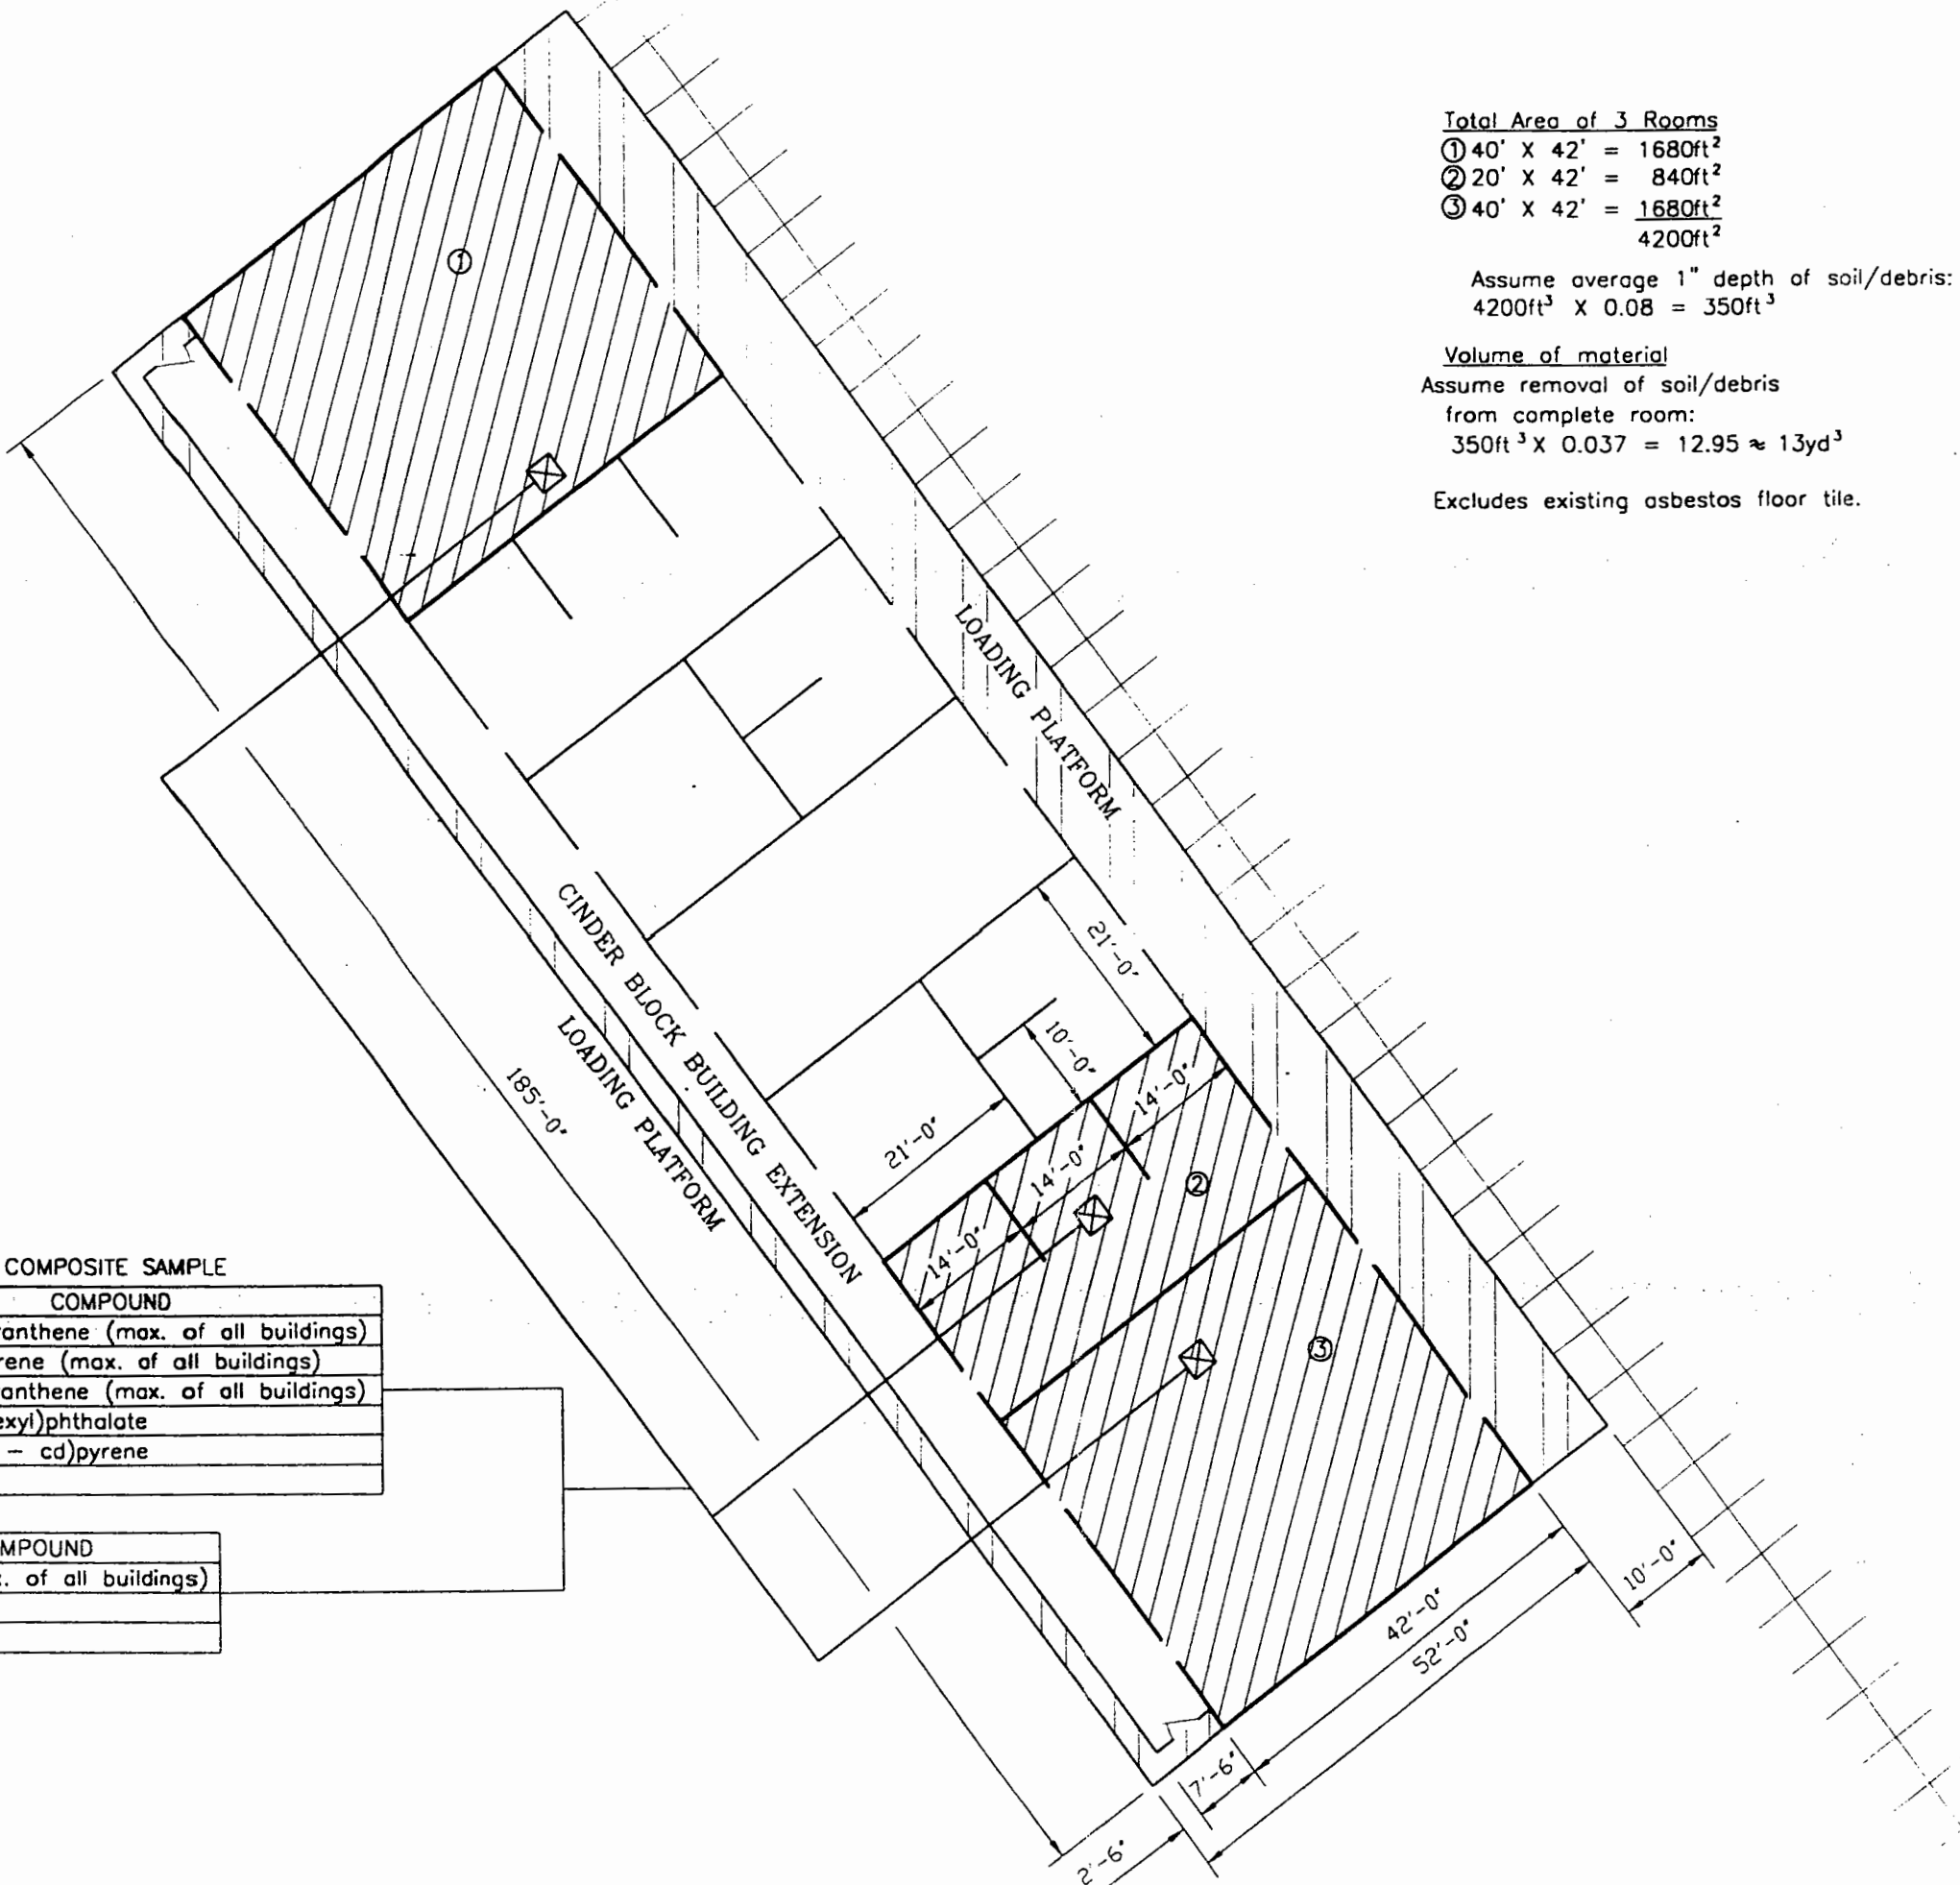 Total Area of 3 Rooms
① 40' X 42' = 1680ft²
② 20' X 42' = 840ft²
③ 40' X 42' = 1680ft²
4200ft²
Assume average 1" depth of soil/debris:
4200ft³ X 0.08 = 350ft³
Volume of material
Assume removal of soil/debris
from complete room:
350ft³ X 0.037 = 12.95 ≈ 13yd³
Excludes existing asbestos floor tile.
①
LOADING PLATFORM
CINDER BLOCK BUILDING EXTENSION
LOADING PLATFORM
185'-0"
21'-0"
10'-0"
21'-0"
14'-0"
14'-0"
14'-0"
②
③
42'-0"
52'-0"
10'-0"
7'-6"
2'-6"
COMPOSITE SAMPLE
COMPOUND
anthene (max. of all buildings)
rene (max. of all buildings)
anthene (max. of all buildings)
exyl)phthalate
– cd)pyrene
MPOUND
. of all buildings)